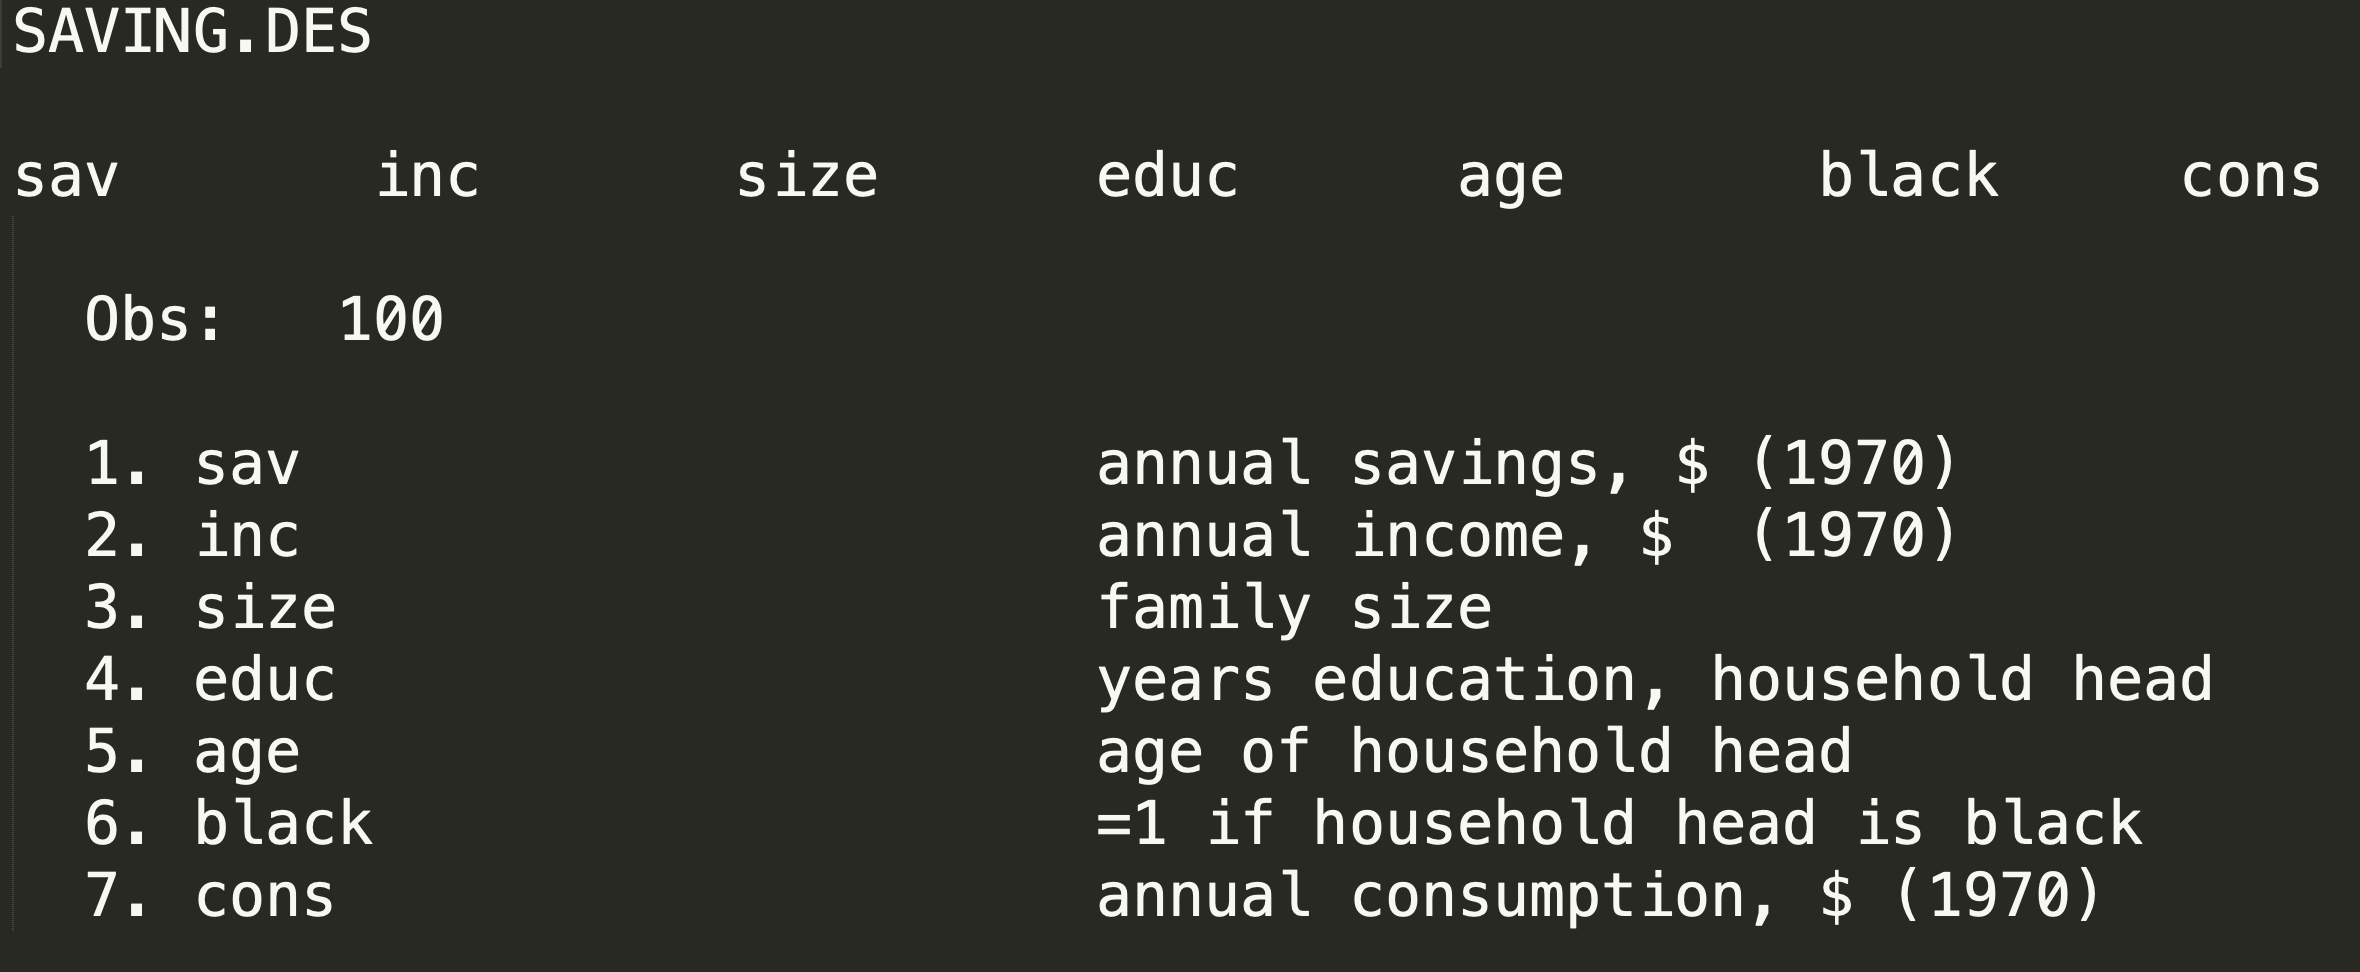 SAVING.DES
sav       inc       size      educ      age       black     cons
  Obs:   100
  1. sav                      annual savings, $ (1970)
  2. inc                      annual income, $  (1970)
  3. size                     family size
  4. educ                     years education, household head
  5. age                      age of household head
  6. black                    =1 if household head is black
  7. cons                     annual consumption, $ (1970)